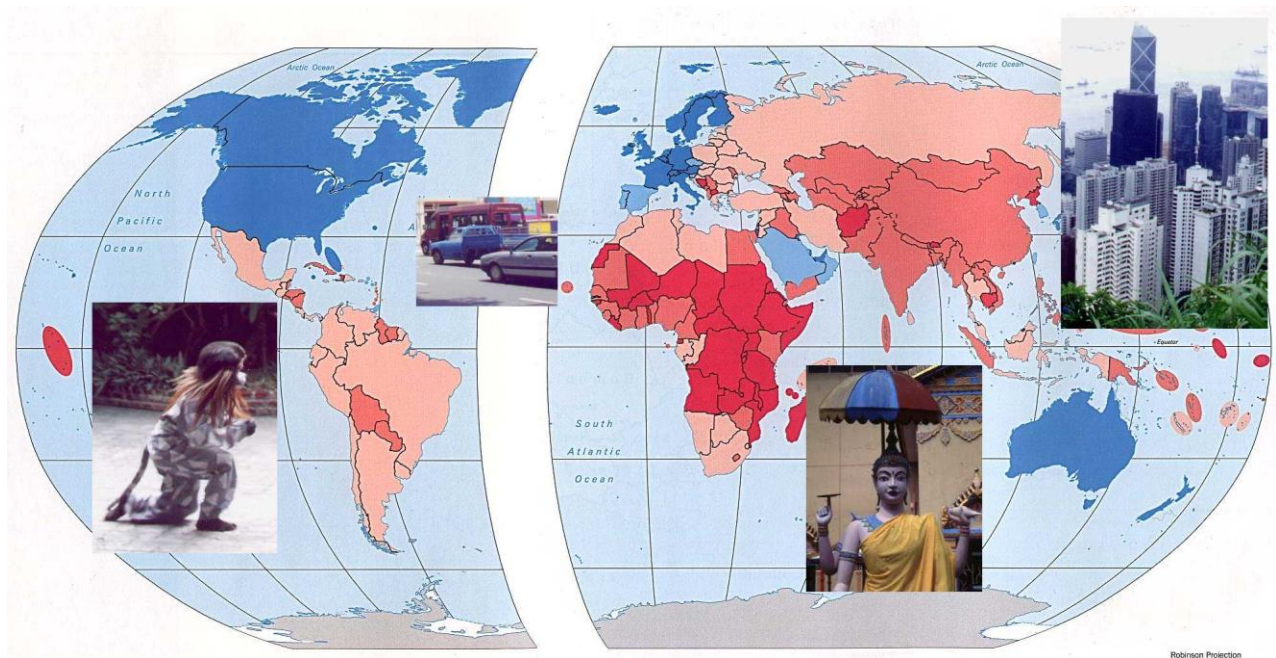 Arctic Ocean
Arctic Ocean
North
Pacific
Ocean
A
Equator
South
Atlantic
Ocean
Robinson Projection